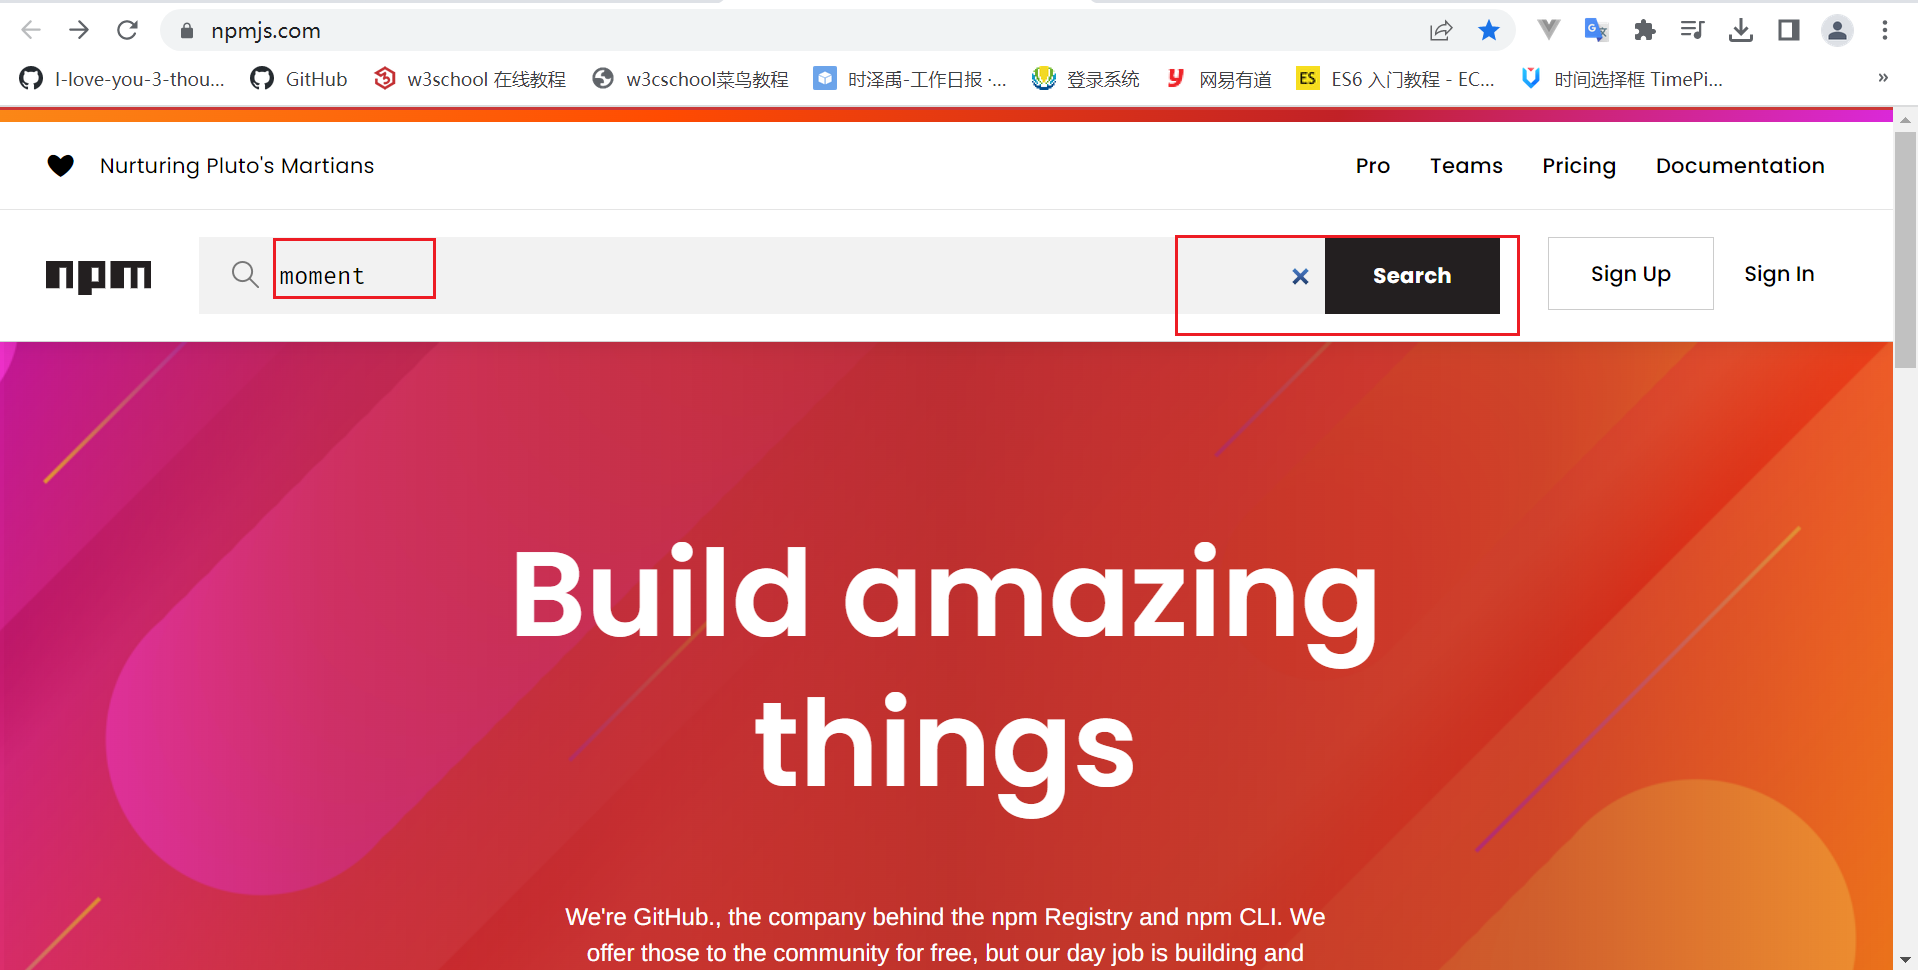 npmjs.com
I-love-you-3-thou...
GitHub
w3school 在线教程
w3cschool菜鸟教程
时泽禹-工作日报 ·...
登录系统
网易有道
ES ES6 入门教程 - EC...
时间选择框 TimePi...
»
Nurturing Pluto's Martians
Pro
Teams
Pricing
Documentation
npm
moment
Search
Sign Up
Sign In
Build amazing
things
We're GitHub., the company behind the npm Registry and npm CLI. We
offer those to the community for free, but our day job is building and